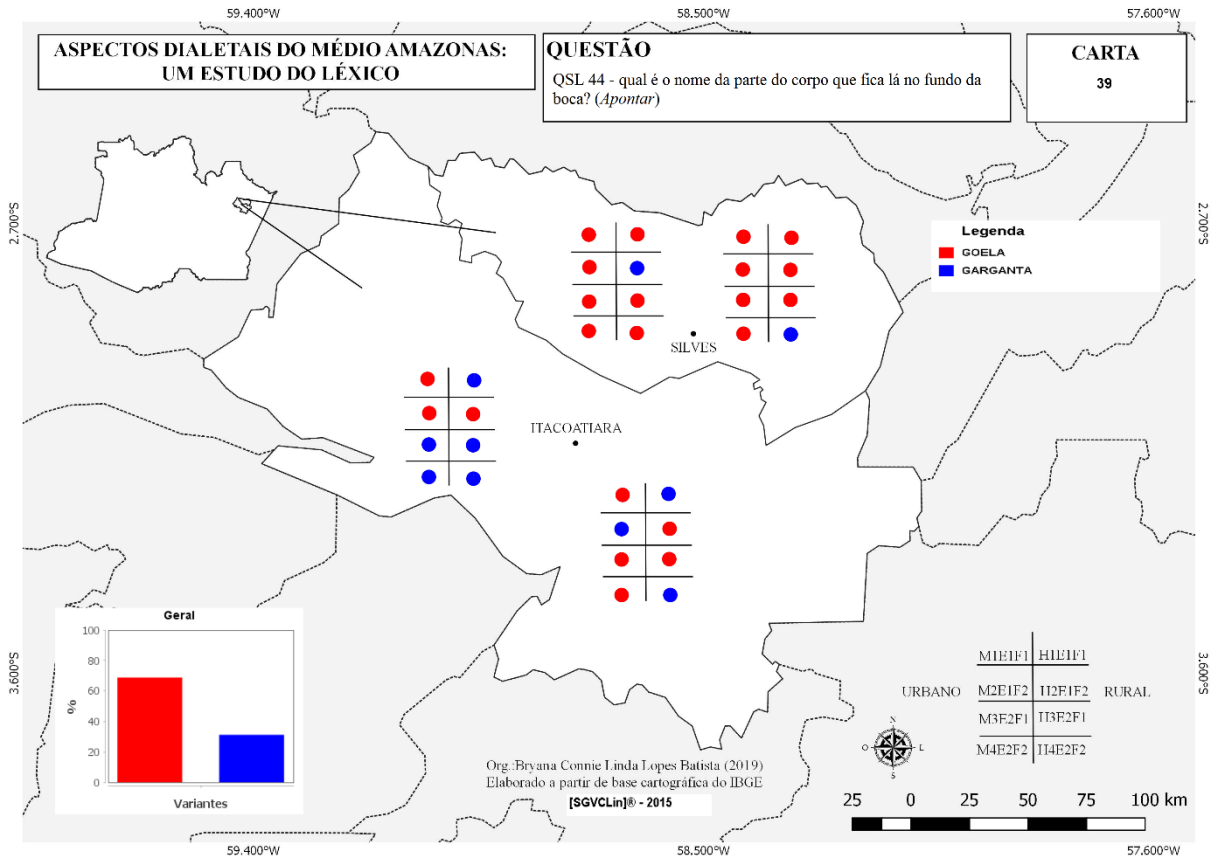 59.400°W
58.500°W
57.600°W
ASPECTOS DIALETAIS DO MÉDIO AMAZONAS:
UM ESTUDO DO LÉXICO
QUESTÃO
QSL 44 - qual é o nome da parte do corpo que fica lá no fundo da
boca? (Apontar)
CARTA
39
2.700°S
2.700°S
Legenda
GOELA
GARGANTA
SILVES
ITACOATIARA
Geral
100
80
60
40
20
0
%
Variantes
3.600°S
3.600°S
M1E1F1 H1E1F1
URBANO M2E1F2 H2E1F2 RURAL
M3E2F1 H3E2F1
M4E2F2 H4E2F2
N
O L
S
Org.:Bryana Connie Linda Lopes Batista (2019)
Elaborado a partir de base cartográfica do IBGE
[SGVCLin]® - 2015
25 0 25 50 75 100 km
59.400°W
58.500°W
57.600°W